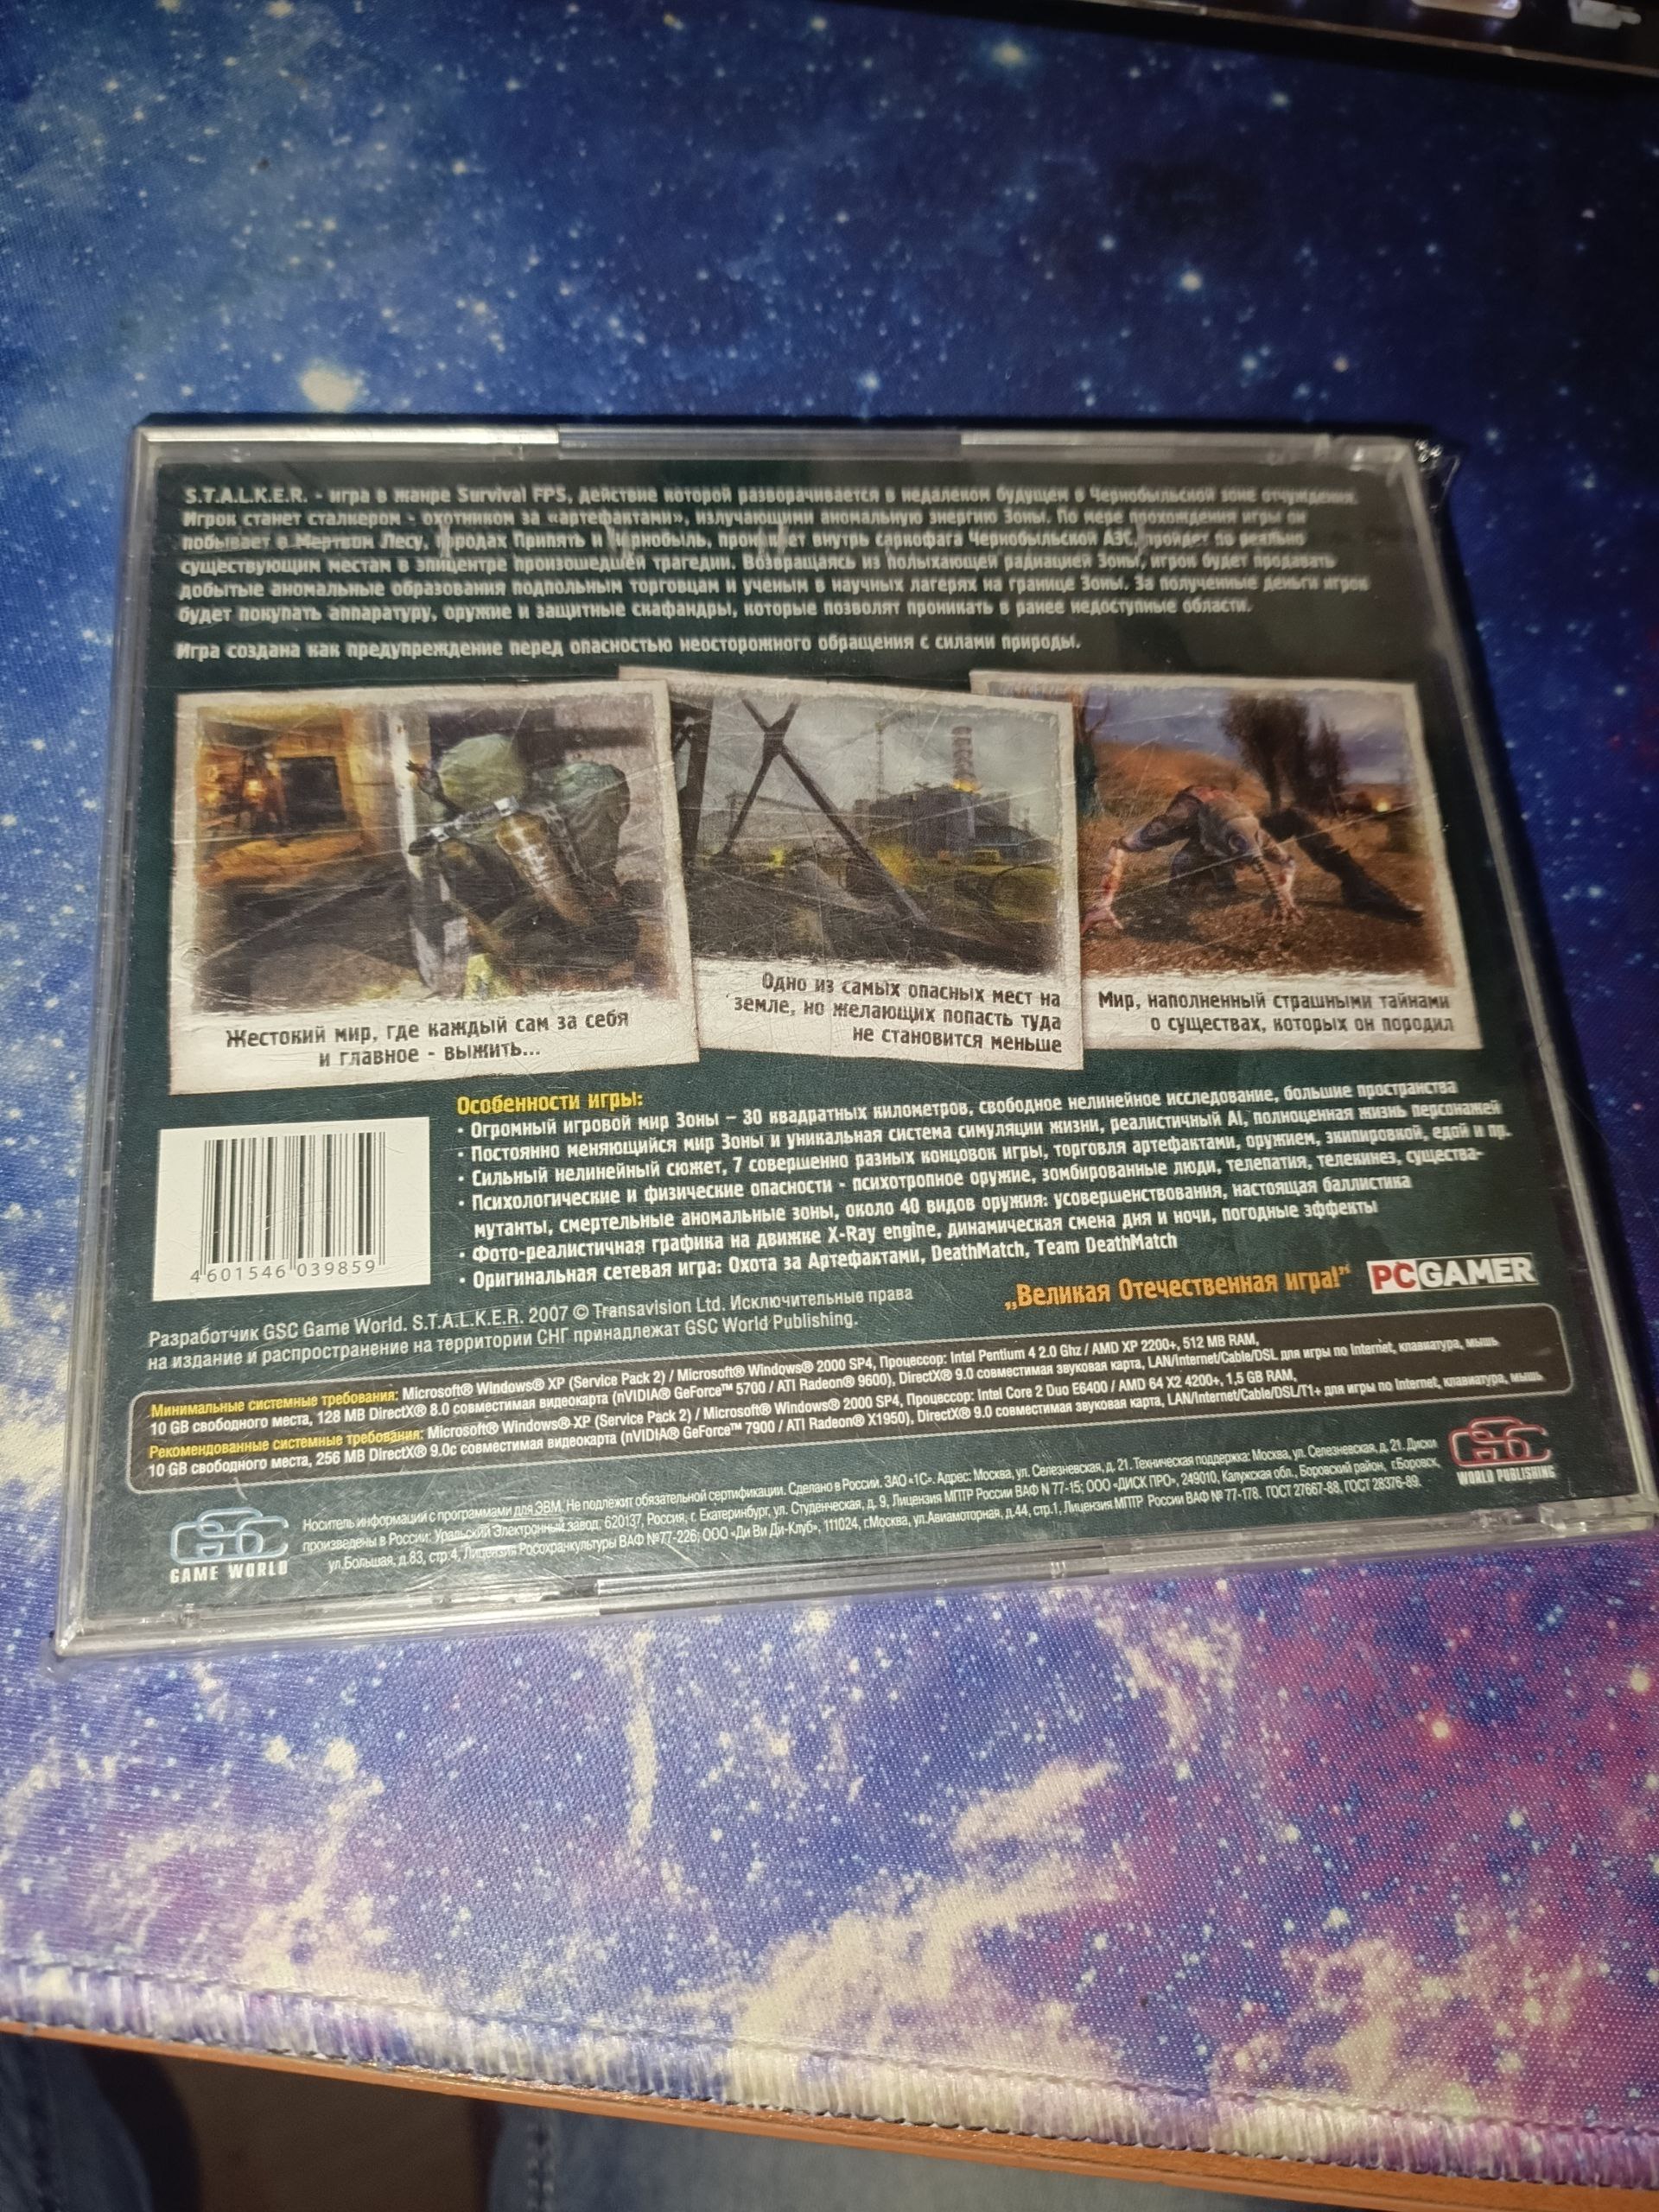 S.T.A.L.K.E.R. - игра в жанре Survival FPS, действие которой разворачивается в недалеком будущем в Чернобыльской зоне отчуждения.
Игрок станет сталкером - охотником за «артефактами», излучающими аномальную энергию Зоны. По мере прохождения игры он
побывает в Мертвом Лесу, городах Припять и Чернобыль, проникнет внутрь саркофага Чернобыльской АЭС, пройдет по реально
существующим местам в эпицентре произошедшей трагедии. Возвращаясь из полыхающей радиацией Зоны, игрок будет продавать
добытые аномальные образования подпольным торговцам и ученым в научных лагерях на границе Зоны. За полученные деньги игрок
будет покупать аппаратуру, оружие и защитные скафандры, которые позволят проникать в ранее недоступные области.
Игра создана как предупреждение перед опасностью неосторожного обращения с силами природы.
Жестокий мир, где каждый сам за себя
и главное - выжить...
Одно из самых опасных мест на
земле, но желающих попасть туда
не становится меньше
Мир, наполненный страшными тайнами
о существах, которых он породил
Особенности игры:
• Огромный игровой мир Зоны – 30 квадратных километров, свободное нелинейное исследование, большие пространства
• Постоянно меняющийся мир Зоны и уникальная система симуляции жизни, реалистичный AI, полноценная жизнь персонажей
• Сильный нелинейный сюжет, 7 совершенно разных концовок игры, торговля артефактами, оружием, экипировкой, едой и пр.
• Психологические и физические опасности - психотропное оружие, зомбированные люди, телепатия, телекинез, существа-
мутанты, смертельные аномальные зоны, около 40 видов оружия: усовершенствования, настоящая баллистика
• Фото-реалистичная графика на движке X-Ray engine, динамическая смена дня и ночи, погодные эффекты
• Оригинальная сетевая игра: Охота за Артефактами, DeathMatch, Team DeathMatch
4 601546 039859
„Великая Отечественная игра!” PCGAMER
Разработчик GSC Game World. S.T.A.L.K.E.R. 2007 © Transavision Ltd. Исключительные права
на издание и распространение на территории СНГ принадлежат GSC World Publishing.
Минимальные системные требования: Microsoft® Windows® XP (Service Pack 2) / Microsoft® Windows® 2000 SP4, Процессор: Intel Pentium 4 2.0 Ghz / AMD XP 2200+, 512 MB RAM,
10 GB свободного места, 128 MB DirectX® 8.0 совместимая видеокарта (nVIDIA® GeForce™ 5700 / ATI Radeon® 9600), DirectX® 9.0 совместимая звуковая карта, LAN/Internet/Cable/DSL для игры по Internet, клавиатура, мышь
Рекомендованные системные требования: Microsoft® Windows® XP (Service Pack 2) / Microsoft® Windows® 2000 SP4, Процессор: Intel Core 2 Duo E6400 / AMD 64 X2 4200+, 1,5 GB RAM,
10 GB свободного места, 256 MB DirectX® 9.0c совместимая видеокарта (nVIDIA® GeForce™ 7900 / ATI Radeon® X1950), DirectX® 9.0 совместимая звуковая карта, LAN/Internet/Cable/DSL/T1+ для игры по Internet, клавиатура, мышь
GSC
GAME WORLD
Носитель информации с программами для ЭВМ. Не подлежит обязательной сертификации. Сделано в России. ЗАО «1С». Адрес: Москва, ул. Селезневская, д. 21. Техническая поддержка: Москва, ул. Селезневская, д. 21. Диски
произведены в России: Уральский Электронный завод, 620137, Россия, г. Екатеринбург, ул. Студенческая, д. 9, Лицензия МПТР России ВАФ N 77-15; ООО «ДИСК ПРО», 249010, Калужская обл., Боровский район, г.Боровск,
ул.Большая, д.83, стр.4, Лицензия Росохранкультуры ВАФ №77-226; ООО «Ди Ви Ди-Клуб», 111024, г.Москва, ул.Авиамоторная, д.44, стр.1, Лицензия МПТР России ВАФ № 77-178. ГОСТ 27667-88, ГОСТ 28376-89.
GSC
WORLD PUBLISHING